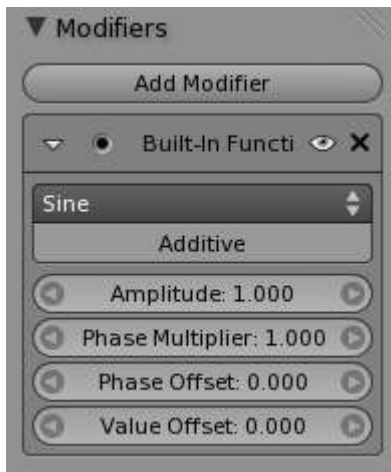 Modifiers
Add Modifier
Built-In Functi
Sine
Additive
Amplitude: 1.000
Phase Multiplier: 1.000
Phase Offset: 0.000
Value Offset: 0.000